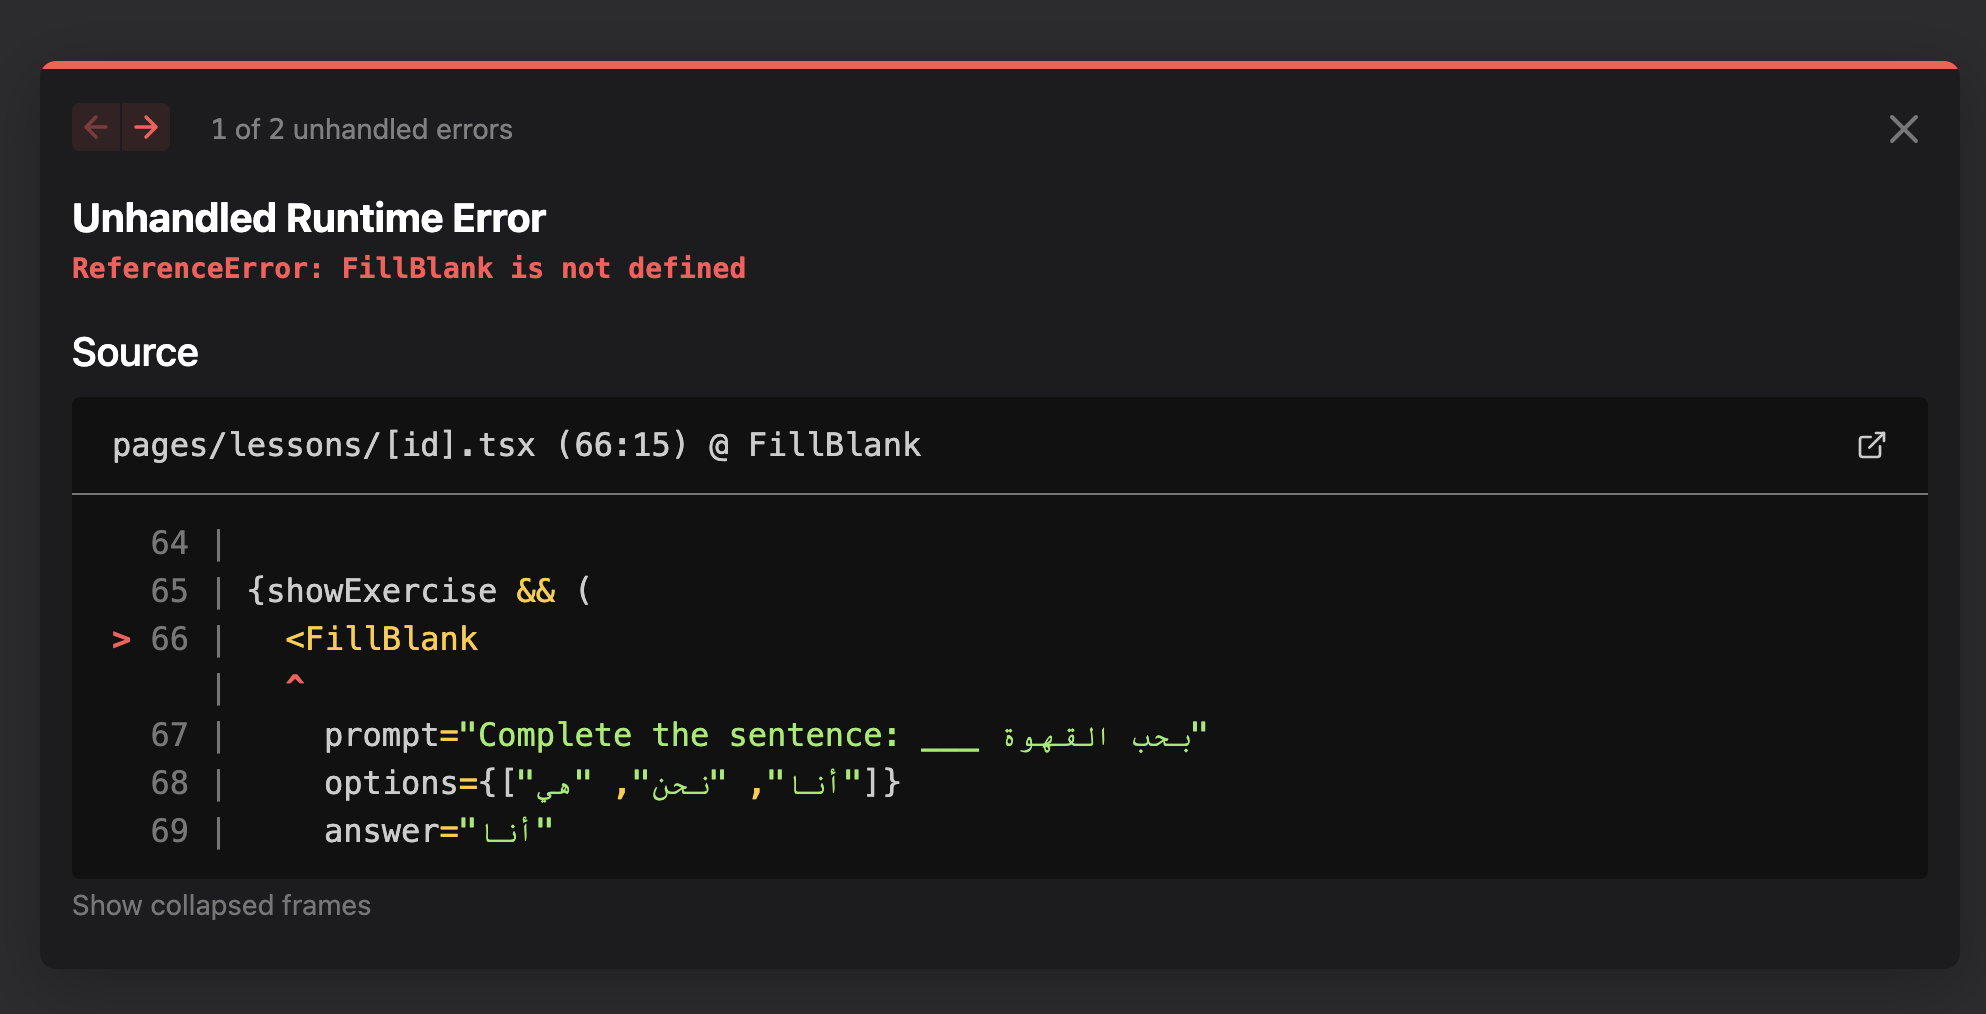 1 of 2 unhandled errors
Unhandled Runtime Error
ReferenceError: FillBlank is not defined
Source
pages/lessons/[id].tsx (66:15) @ FillBlank
64 |
65 | {showExercise && (
> 66 | <FillBlank
| ^
67 | prompt="Complete the sentence: ___ بحب القهوة"
68 | options={["أنا", "نحن", "هي"]}
69 | answer="أنا"
Show collapsed frames